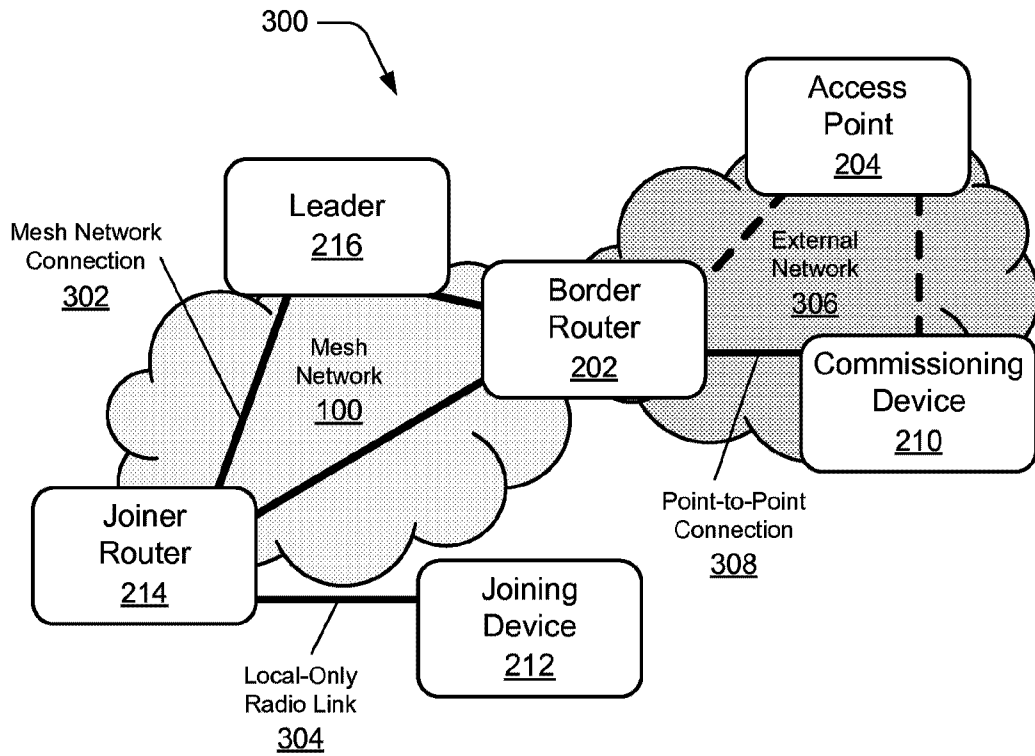 300
Access
Point
204
Leader
216
Mesh Network
Connection
302
External
Network
306
Border
Router
202
Mesh
Network
100
Commissioning
Device
210
Joiner
Router
214
Point-to-Point
Connection
308
Joining
Device
212
Local-Only
Radio Link
304